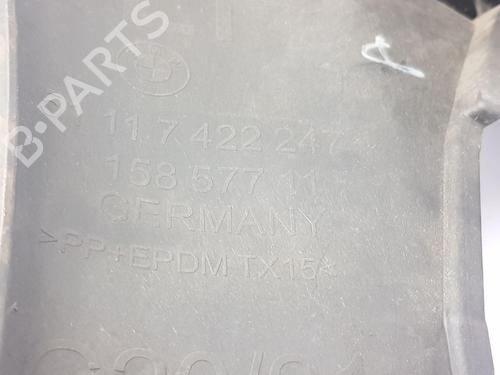 11 7 422 247
158 577 11
GERMANY
>PP+EPDM TX15<
B-PARTS